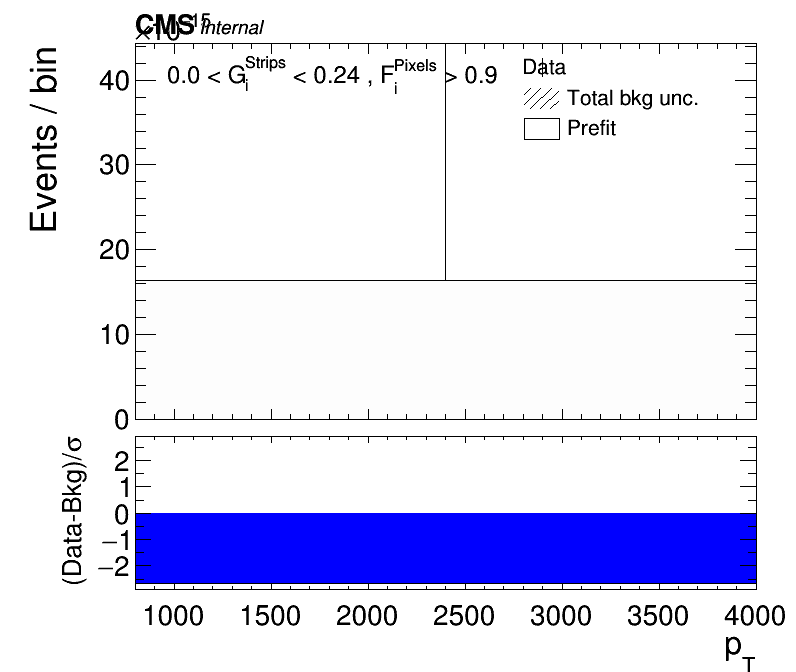 CMS Internal
×10^15
Events / bin
0.0 < G_i^Strips < 0.24 , F_i^Pixels > 0.9
Data
Total bkg unc.
Prefit
40
30
20
10
0
(Data-Bkg)/σ
2
1
0
−1
−2
1000 1500 2000 2500 3000 3500 4000
p_T